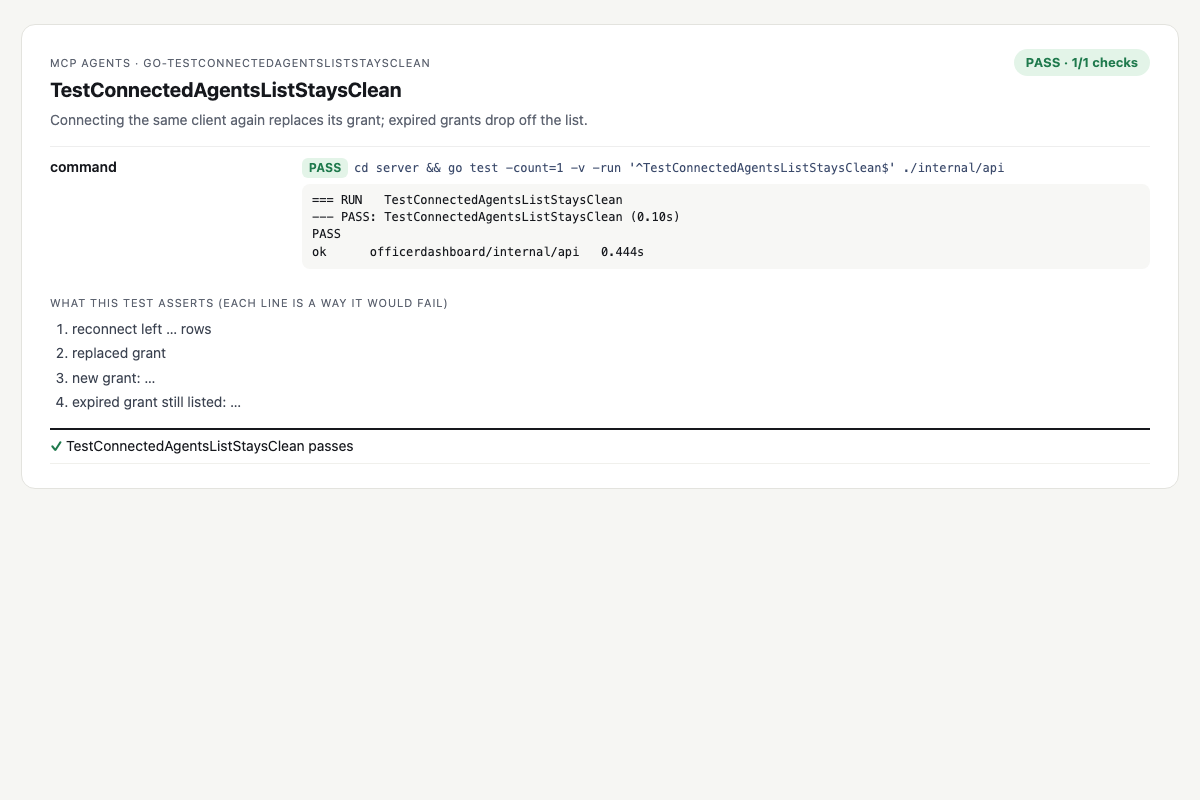 MCP AGENTS · GO-TESTCONNECTEDAGENTSLISTSTAYSCLEAN
PASS · 1/1 checks
TestConnectedAgentsListStaysClean
Connecting the same client again replaces its grant; expired grants drop off the list.
command
PASS cd server && go test -count=1 -v -run '^TestConnectedAgentsListStaysClean$' ./internal/api
=== RUN   TestConnectedAgentsListStaysClean
--- PASS: TestConnectedAgentsListStaysClean (0.10s)
PASS
ok      officerdashboard/internal/api   0.444s
WHAT THIS TEST ASSERTS (EACH LINE IS A WAY IT WOULD FAIL)
1. reconnect left … rows
2. replaced grant
3. new grant: …
4. expired grant still listed: …
✓ TestConnectedAgentsListStaysClean passes